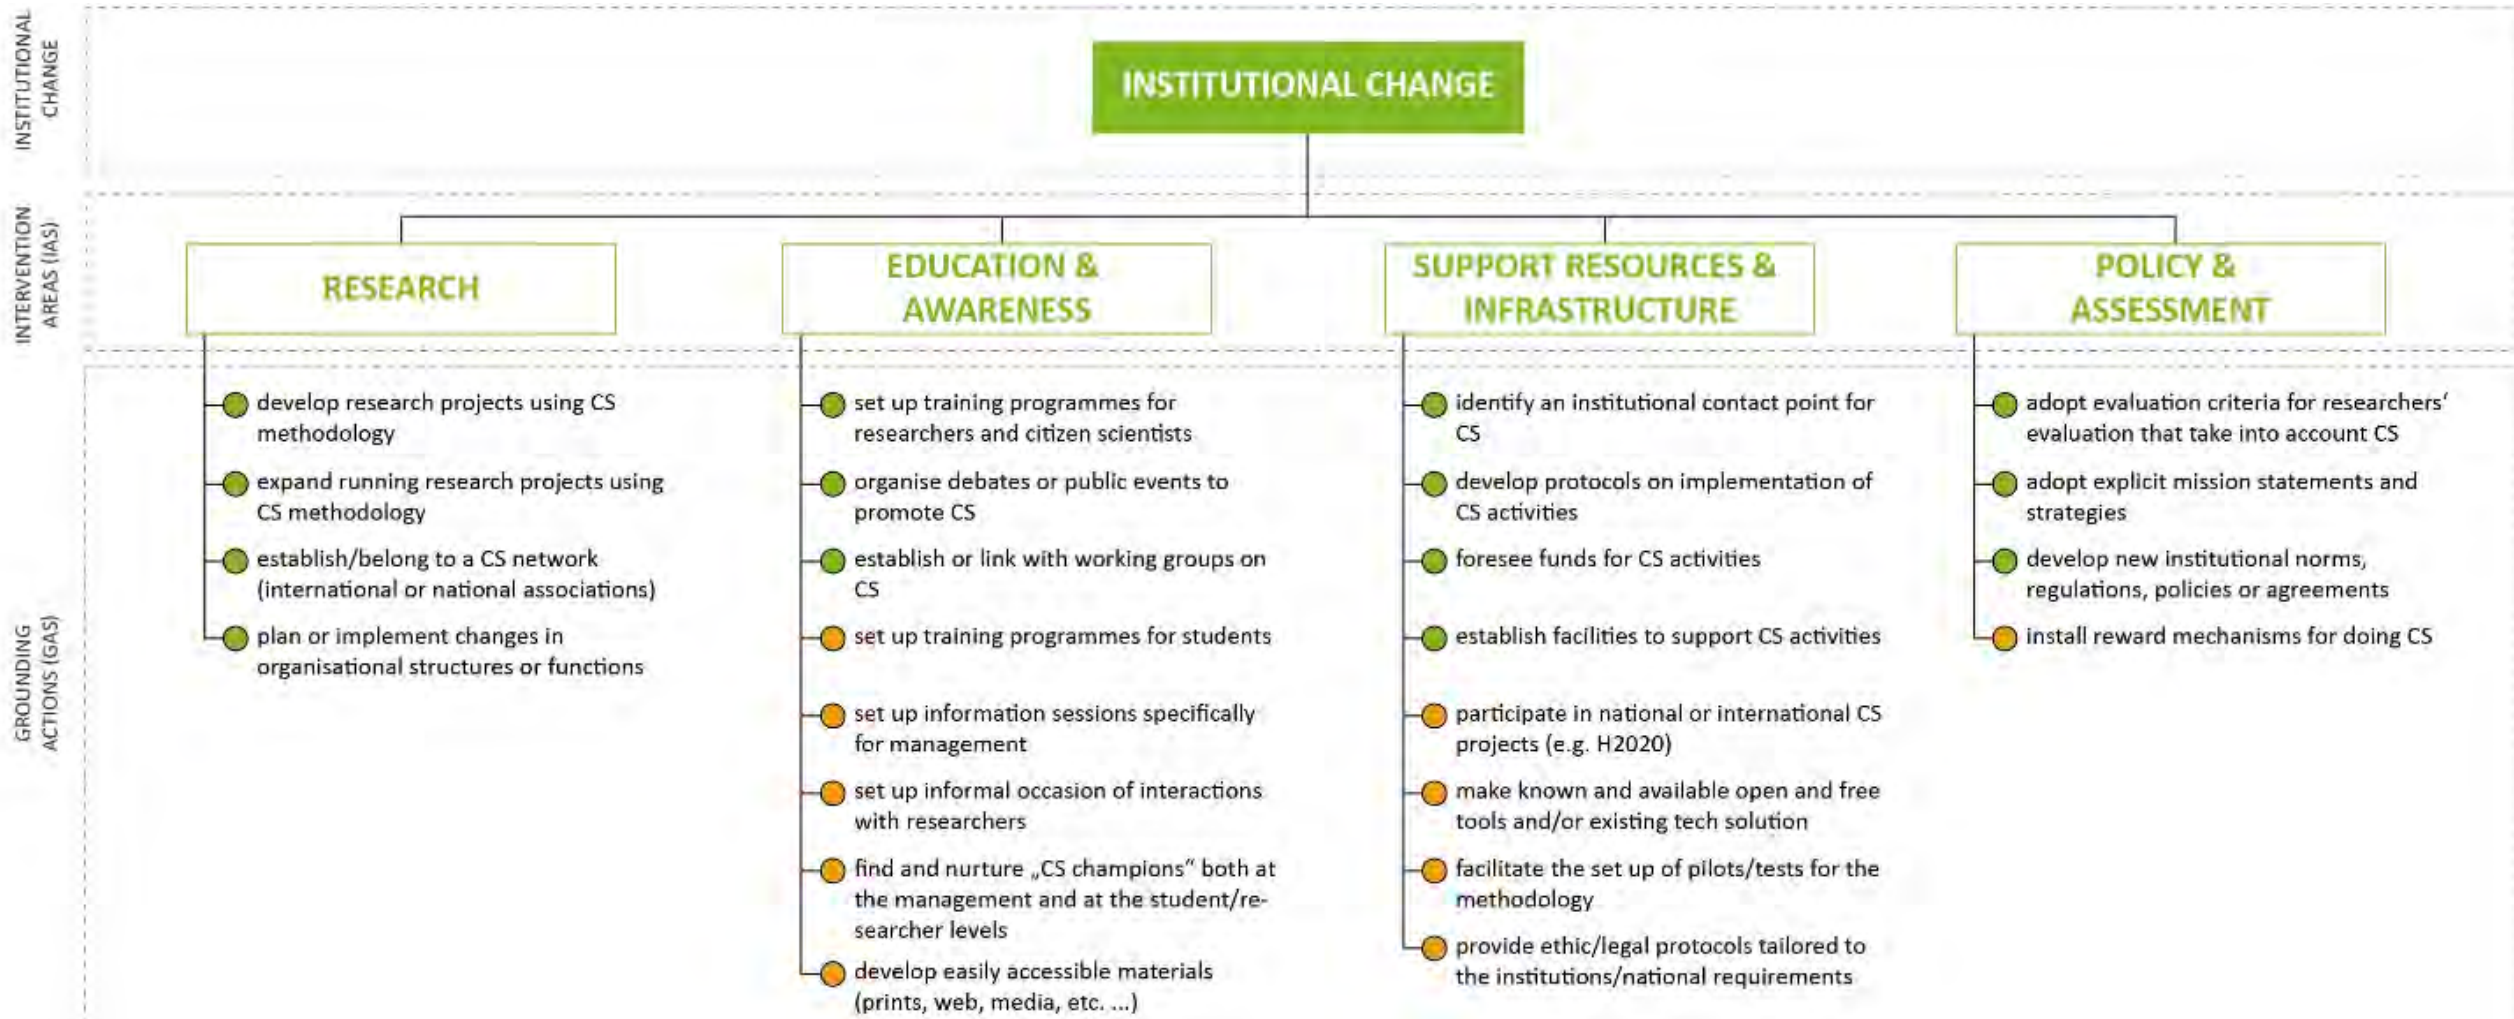 INSTITUTIONAL
CHANGE
INSTITUTIONAL CHANGE
INTERVENTION
AREAS (IAS)
RESEARCH
EDUCATION &
AWARENESS
SUPPORT RESOURCES &
INFRASTRUCTURE
POLICY &
ASSESSMENT
GROUNDING
ACTIONS (GAS)
develop research projects using CS
methodology
expand running research projects using
CS methodology
establish/belong to a CS network
(international or national associations)
plan or implement changes in
organisational structures or functions
set up training programmes for
researchers and citizen scientists
organise debates or public events to
promote CS
establish or link with working groups on
CS
set up training programmes for students
set up information sessions specifically
for management
set up informal occasion of interactions
with researchers
find and nurture „CS champions“ both at
the management and at the student/re-
searcher levels
develop easily accessible materials
(prints, web, media, etc. ...)
identify an institutional contact point for
CS
develop protocols on implementation of
CS activities
foresee funds for CS activities
establish facilities to support CS activities
participate in national or international CS
projects (e.g. H2020)
make known and available open and free
tools and/or existing tech solution
facilitate the set up of pilots/tests for the
methodology
provide ethic/legal protocols tailored to
the institutions/national requirements
adopt evaluation criteria for researchers‘
evaluation that take into account CS
adopt explicit mission statements and
strategies
develop new institutional norms,
regulations, policies or agreements
install reward mechanisms for doing CS